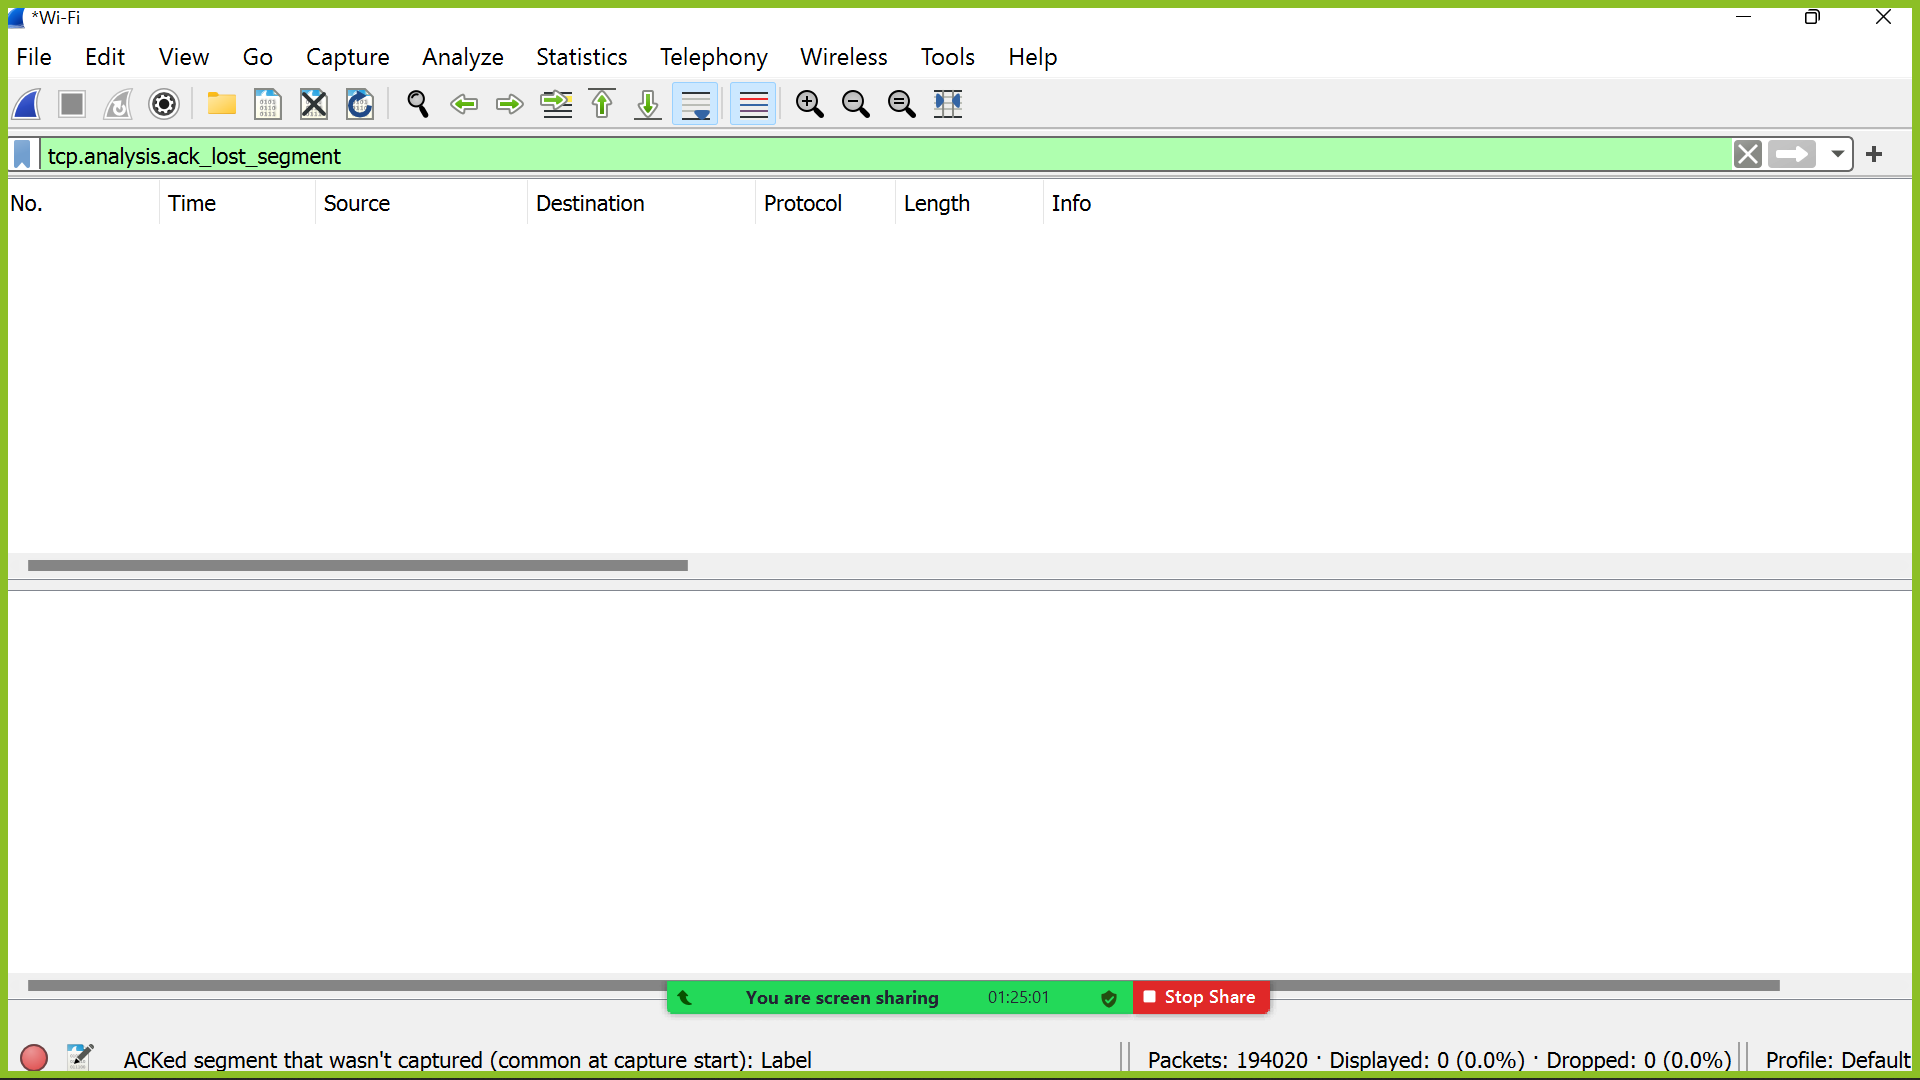 *Wi-Fi
File Edit View Go Capture Analyze Statistics Telephony Wireless Tools Help
tcp.analysis.ack_lost_segment
No. Time Source Destination Protocol Length Info
You are screen sharing 01:25:01 Stop Share
ACKed segment that wasn't captured (common at capture start): Label Packets: 194020 · Displayed: 0 (0.0%) · Dropped: 0 (0.0%) Profile: Default